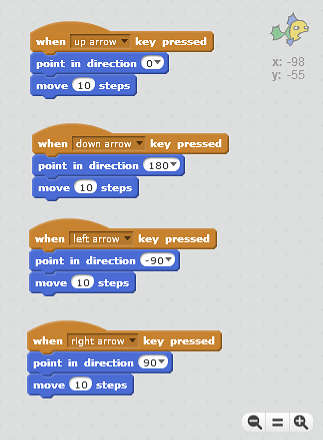 x: -98
y: -55
when up arrow key pressed
point in direction 0
move 10 steps
when down arrow key pressed
point in direction 180
move 10 steps
when left arrow key pressed
point in direction -90
move 10 steps
when right arrow key pressed
point in direction 90
move 10 steps